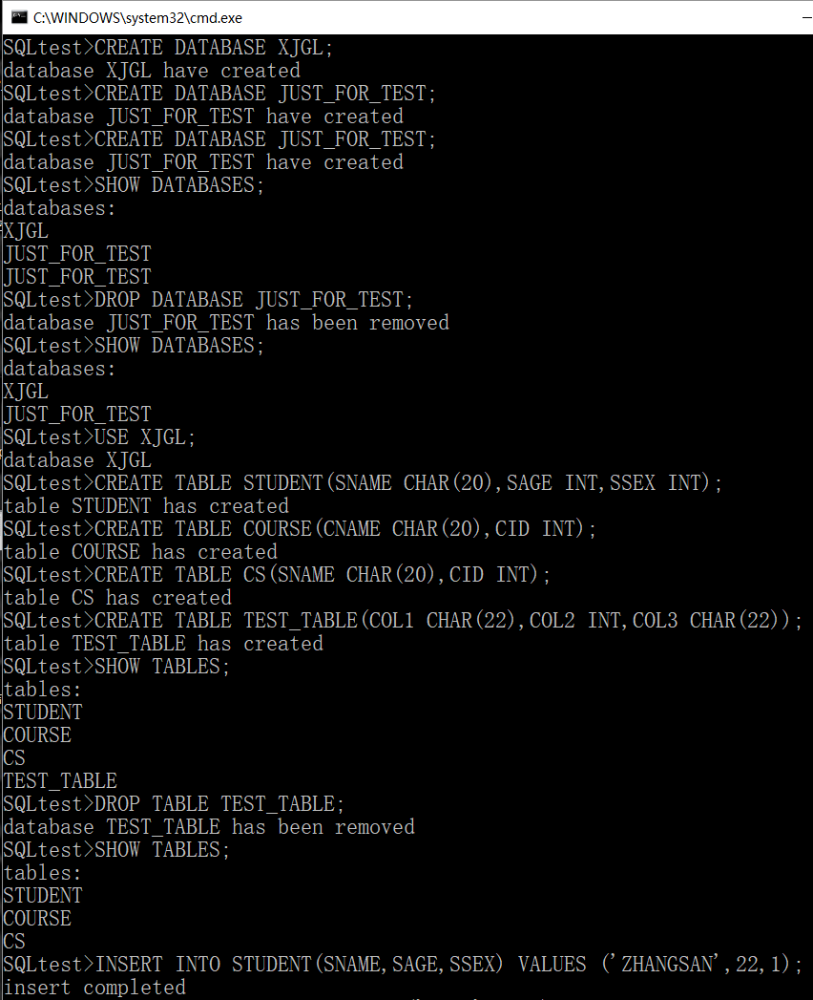 C:\WINDOWS\system32\cmd.exe
SQLtest>CREATE DATABASE XJGL;
database XJGL have created
SQLtest>CREATE DATABASE JUST_FOR_TEST;
database JUST_FOR_TEST have created
SQLtest>CREATE DATABASE JUST_FOR_TEST;
database JUST_FOR_TEST have created
SQLtest>SHOW DATABASES;
databases:
XJGL
JUST_FOR_TEST
JUST_FOR_TEST
SQLtest>DROP DATABASE JUST_FOR_TEST;
database JUST_FOR_TEST has been removed
SQLtest>SHOW DATABASES;
databases:
XJGL
JUST_FOR_TEST
SQLtest>USE XJGL;
database XJGL
SQLtest>CREATE TABLE STUDENT(SNAME CHAR(20),SAGE INT,SSEX INT);
table STUDENT has created
SQLtest>CREATE TABLE COURSE(CNAME CHAR(20),CID INT);
table COURSE has created
SQLtest>CREATE TABLE CS(SNAME CHAR(20),CID INT);
table CS has created
SQLtest>CREATE TABLE TEST_TABLE(COL1 CHAR(22),COL2 INT,COL3 CHAR(22));
table TEST_TABLE has created
SQLtest>SHOW TABLES;
tables:
STUDENT
COURSE
CS
TEST_TABLE
SQLtest>DROP TABLE TEST_TABLE;
database TEST_TABLE has been removed
SQLtest>SHOW TABLES;
tables:
STUDENT
COURSE
CS
SQLtest>INSERT INTO STUDENT(SNAME,SAGE,SSEX) VALUES ('ZHANGSAN',22,1);
insert completed